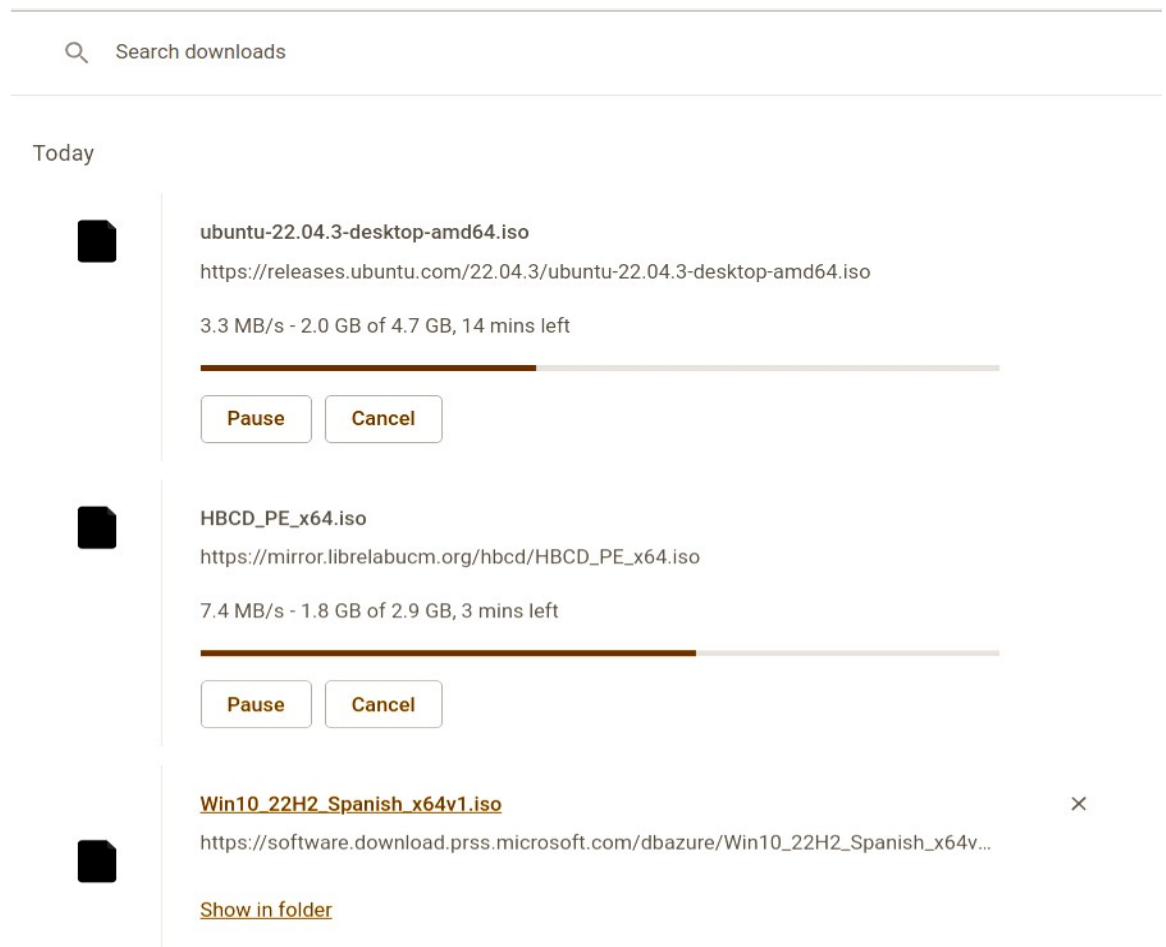 Search downloads
Today
ubuntu-22.04.3-desktop-amd64.iso
https://releases.ubuntu.com/22.04.3/ubuntu-22.04.3-desktop-amd64.iso
3.3 MB/s - 2.0 GB of 4.7 GB, 14 mins left
Pause Cancel
HBCD_PE_x64.iso
https://mirror.librelabucm.org/hbcd/HBCD_PE_x64.iso
7.4 MB/s - 1.8 GB of 2.9 GB, 3 mins left
Pause Cancel
Win10_22H2_Spanish_x64v1.iso
https://software.download.prss.microsoft.com/dbazure/Win10_22H2_Spanish_x64v...
Show in folder